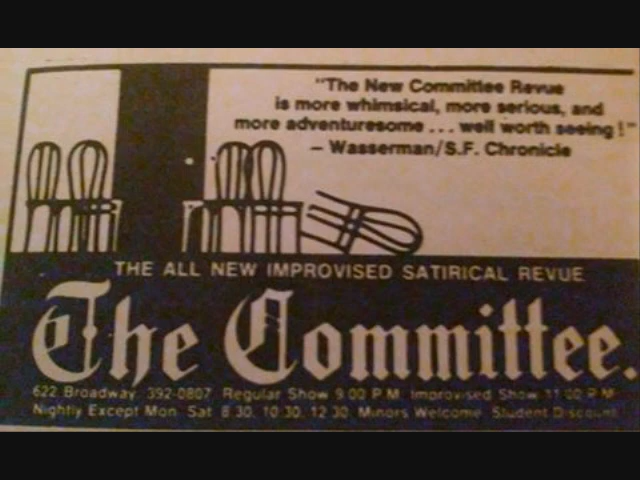 "The New Committee Revue
is more whimsical, more serious, and
more adventuresome ... well worth seeing!"
– Wasserman/S.F. Chronicle
THE ALL NEW IMPROVISED SATIRICAL REVUE
The Committee.
622 Broadway 392-0807 Regular Show 9:00 P.M. Improvised Show 11:00 P.M.
Nightly Except Mon. Sat. 8:30, 10:30, 12:30 Minors Welcome Student Discount